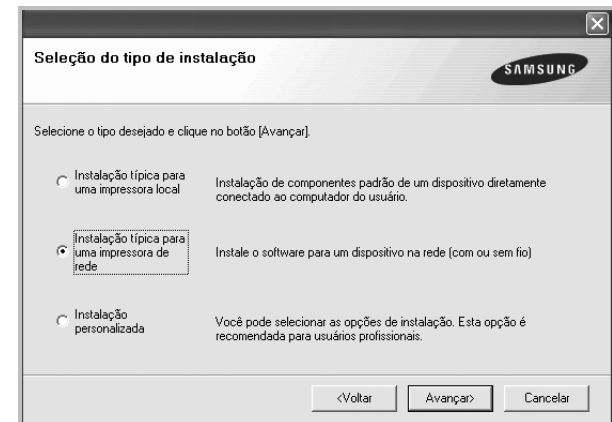 Seleção do tipo de instalação
SAMSUNG
Selecione o tipo desejado e clique no botão [Avançar].
Instalação típica para
uma impressora local
Instalação de componentes padrão de um dispositivo diretamente
conectado ao computador do usuário.
Instalação típica para
uma impressora de
rede
Instale o software para um dispositivo na rede (com ou sem fio)
Instalação
personalizada
Você pode selecionar as opções de instalação. Esta opção é
recomendada para usuários profissionais.
<Voltar
Avançar>
Cancelar